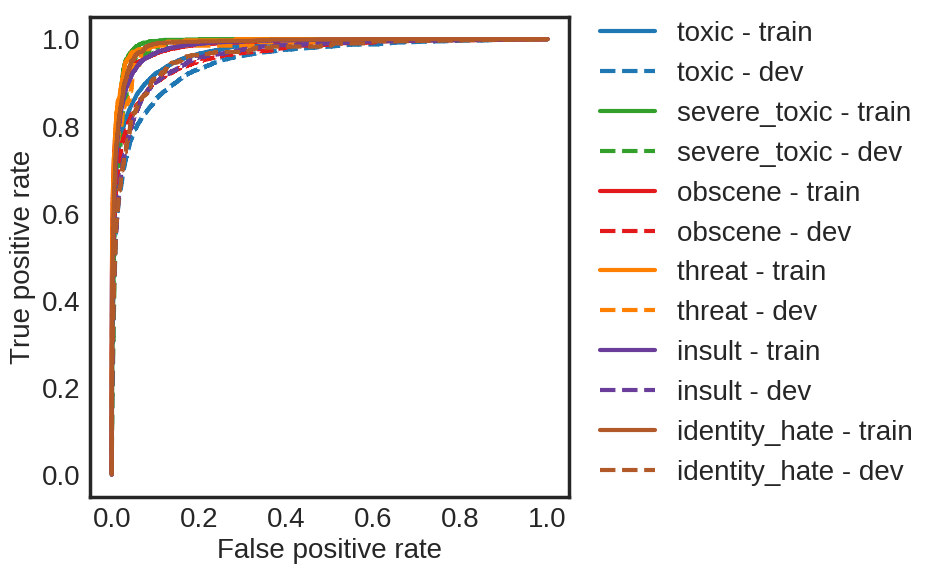 True positive rate
1.0
0.8
0.6
0.4
0.2
0.0
0.0 0.2 0.4 0.6 0.8 1.0
False positive rate
toxic - train
toxic - dev
severe_toxic - train
severe_toxic - dev
obscene - train
obscene - dev
threat - train
threat - dev
insult - train
insult - dev
identity_hate - train
identity_hate - dev